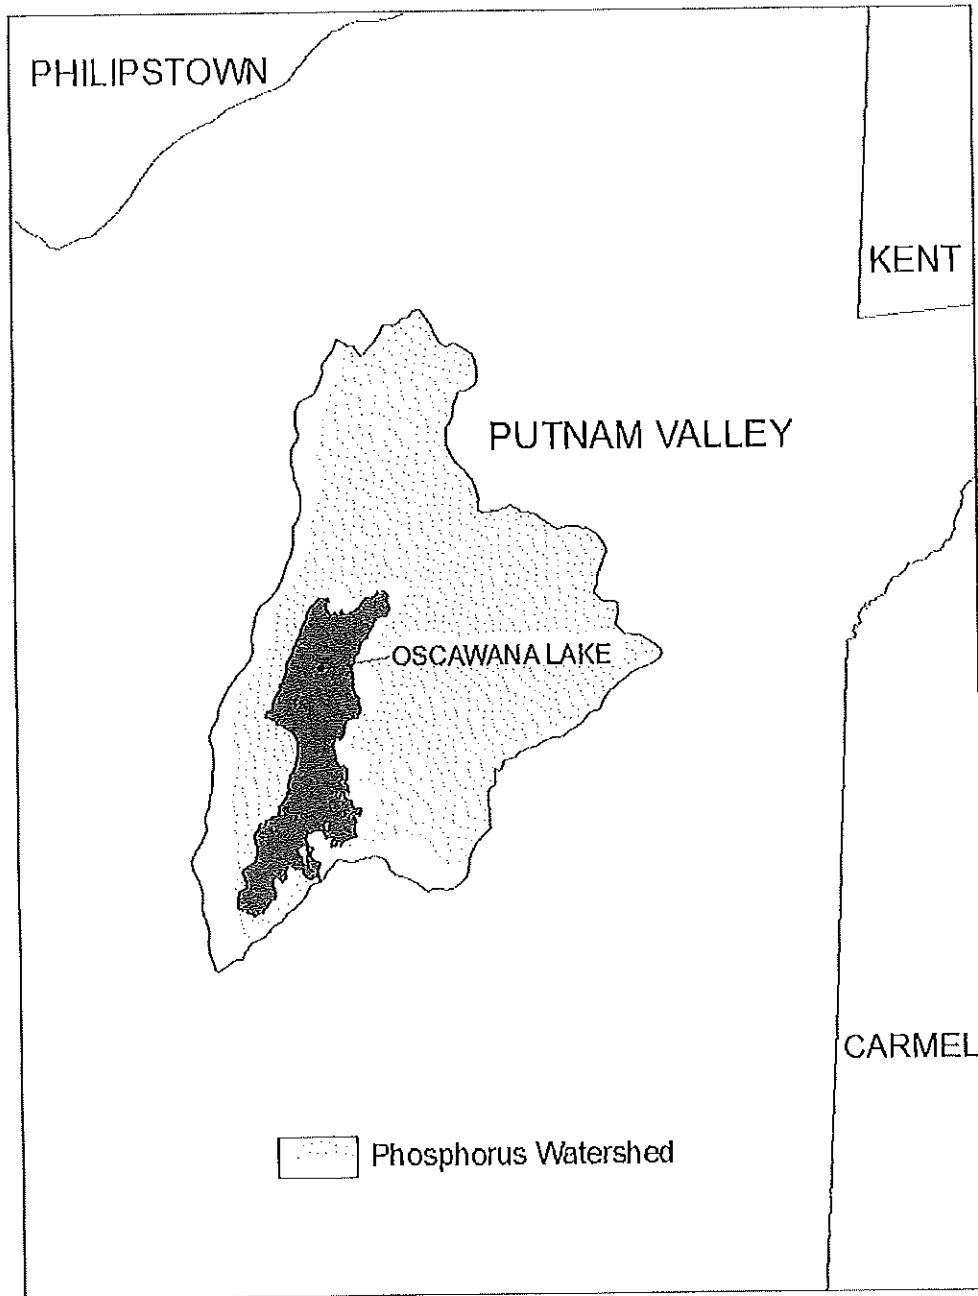 PHILIPSTOWN
KENT
PUTNAM VALLEY
OSCAWANA LAKE
CARMEL
Phosphorus Watershed